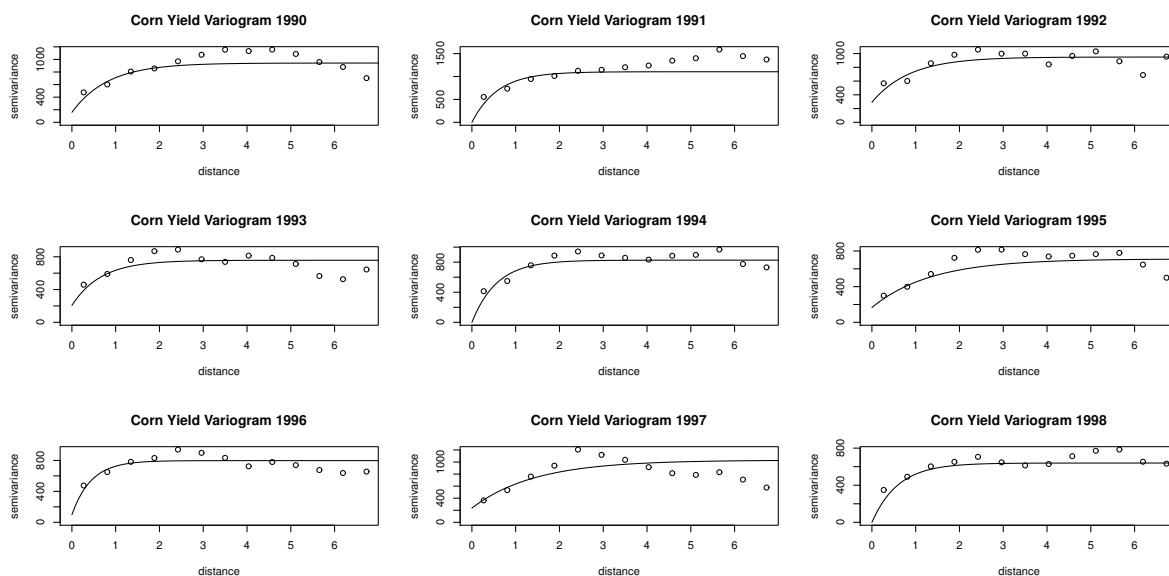 Corn Yield Variogram 1990
semivariance
0 400 1000
0 1 2 3 4 5 6
distance
Corn Yield Variogram 1991
semivariance
0 500 1500
0 1 2 3 4 5 6
distance
Corn Yield Variogram 1992
semivariance
0 400 1000
0 1 2 3 4 5 6
distance
Corn Yield Variogram 1993
semivariance
0 400 800
0 1 2 3 4 5 6
distance
Corn Yield Variogram 1994
semivariance
0 400 800
0 1 2 3 4 5 6
distance
Corn Yield Variogram 1995
semivariance
0 400 800
0 1 2 3 4 5 6
distance
Corn Yield Variogram 1996
semivariance
0 400 800
0 1 2 3 4 5 6
distance
Corn Yield Variogram 1997
semivariance
0 400 1000
0 1 2 3 4 5 6
distance
Corn Yield Variogram 1998
semivariance
0 400 800
0 1 2 3 4 5 6
distance